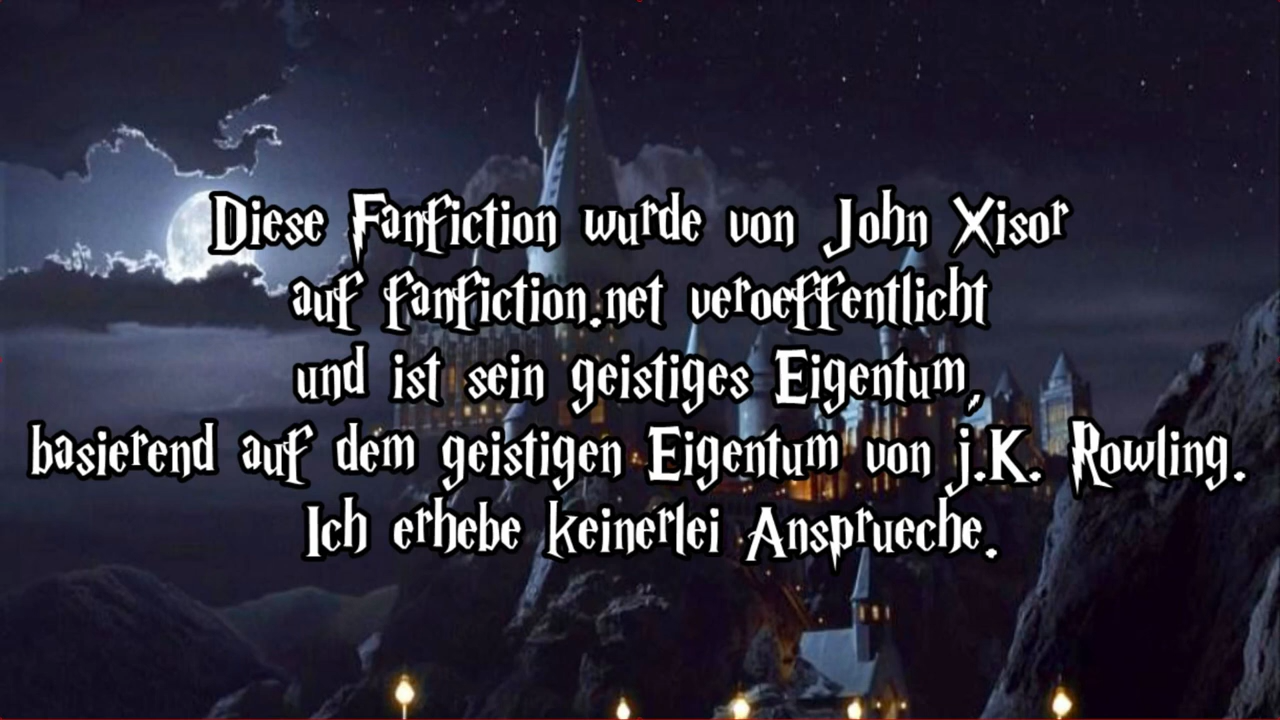 Diese Fanfiction wurde von John Xisor
auf fanfiction.net veroeffentlicht
und ist sein geistiges Eigentum,
basierend auf dem geistigen Eigentum von j.K. Rowling.
Ich erhebe keinerlei Ansprueche.